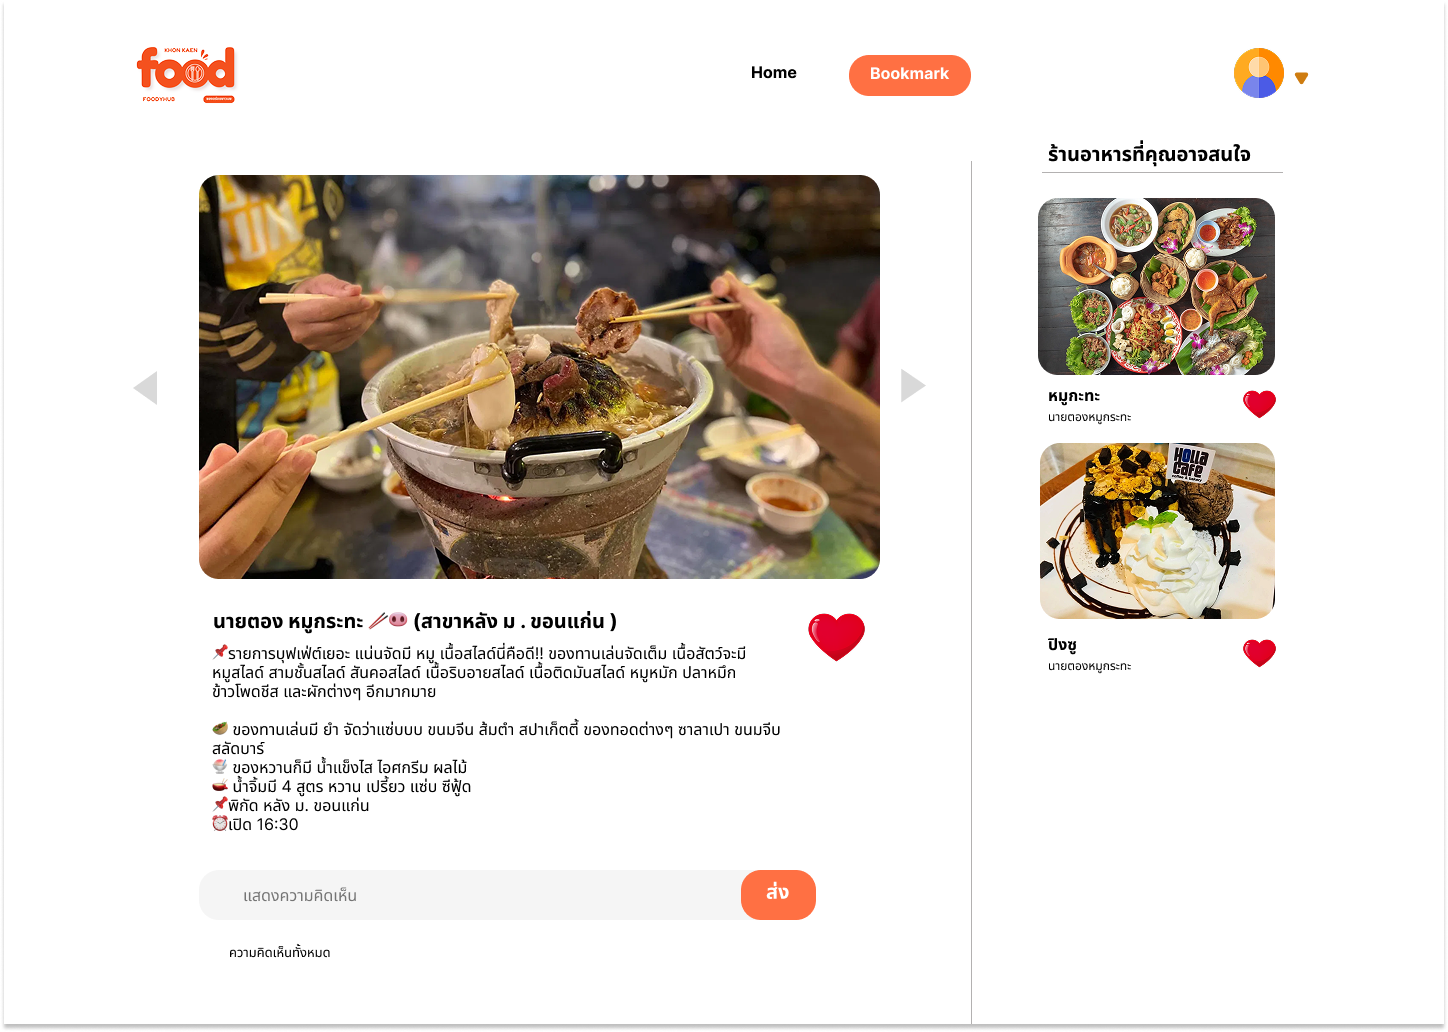 KHON KAEN
food
FOODYHUB
Home
Bookmark
นายตอง หมูกระทะ 🥢🐽 (สาขาหลัง ม . ขอนแก่น )
📌รายการบุฟเฟ่ต์เยอะ แน่นจัดมี หมู เนื้อสไลด์นี่คือดี!! ของทานเล่นจัดเต็ม เนื้อสัตว์จะมี
หมูสไลด์ สามชั้นสไลด์ สันคอสไลด์ เนื้อริบอายสไลด์ เนื้อติดมันสไลด์ หมูหมัก ปลาหมึก
ข้าวโพดชีส และผักต่างๆ อีกมากมาย
🥙 ของทานเล่นมี ยำ จัดว่าแซ่บบบ ขนมจีน ส้มตำ สปาเก็ตตี้ ของทอดต่างๆ ซาลาเปา ขนมจีบ
สลัดบาร์
🍧 ของหวานก็มี น้ำแข็งไส ไอศกรีม ผลไม้
🍲 น้ำจิ้มมี 4 สูตร หวาน เปรี้ยว แซ่บ ซีฟู้ด
📌พิกัด หลัง ม. ขอนแก่น
⏰เปิด 16:30
แสดงความคิดเห็น
ส่ง
ความคิดเห็นทั้งหมด
ร้านอาหารที่คุณอาจสนใจ
หมูกะทะ
นายตองหมูกระทะ
HOLLA
CAFE
coffee & bakery
ปิงซู
นายตองหมูกระทะ